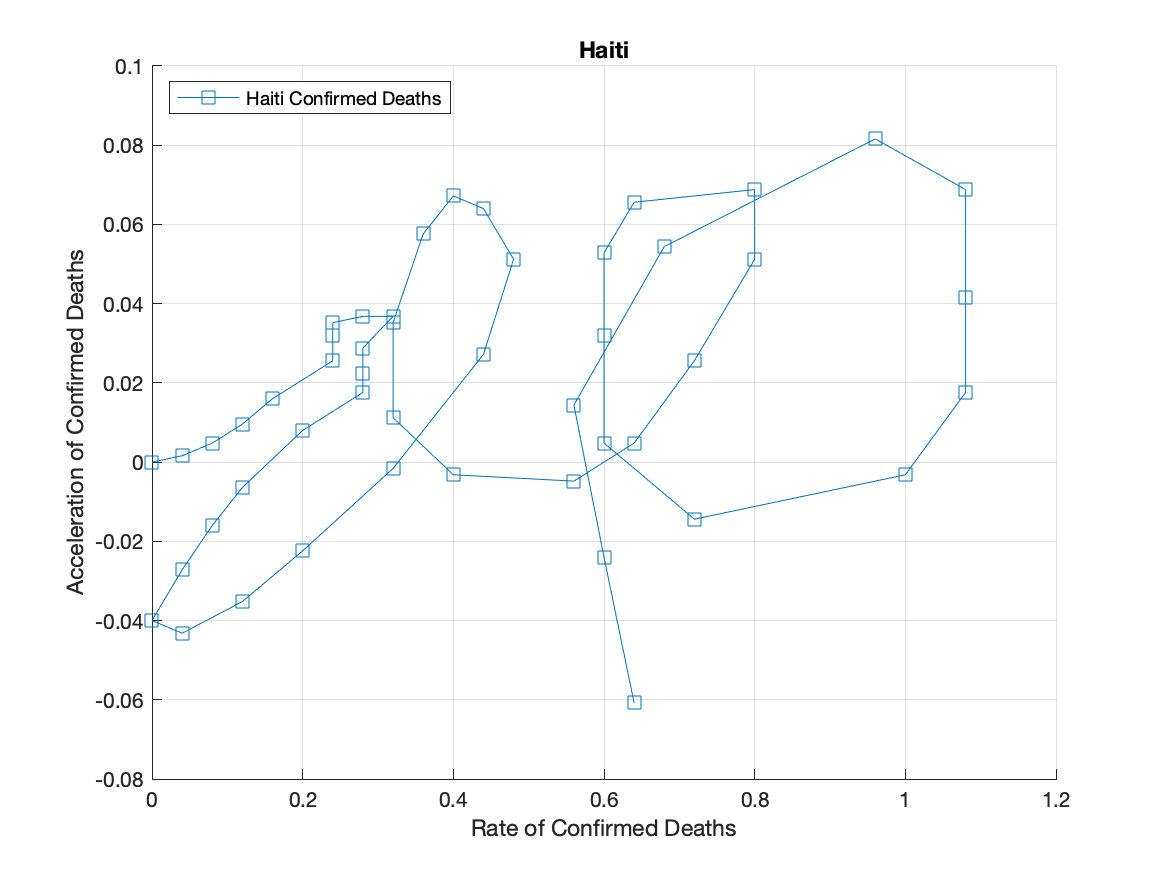 Haiti
Haiti Confirmed Deaths
Acceleration of Confirmed Deaths
0.1
0.08
0.06
0.04
0.02
0
-0.02
-0.04
-0.06
-0.08
0 0.2 0.4 0.6 0.8 1 1.2
Rate of Confirmed Deaths